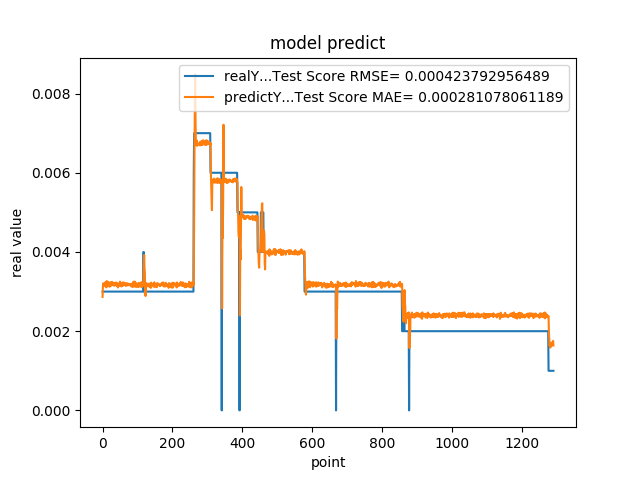 model predict
realY...Test Score RMSE= 0.000423792956489
predictY...Test Score MAE= 0.000281078061189
0.008
0.006
0.004
0.002
0.000
real value
0 200 400 600 800 1000 1200
point